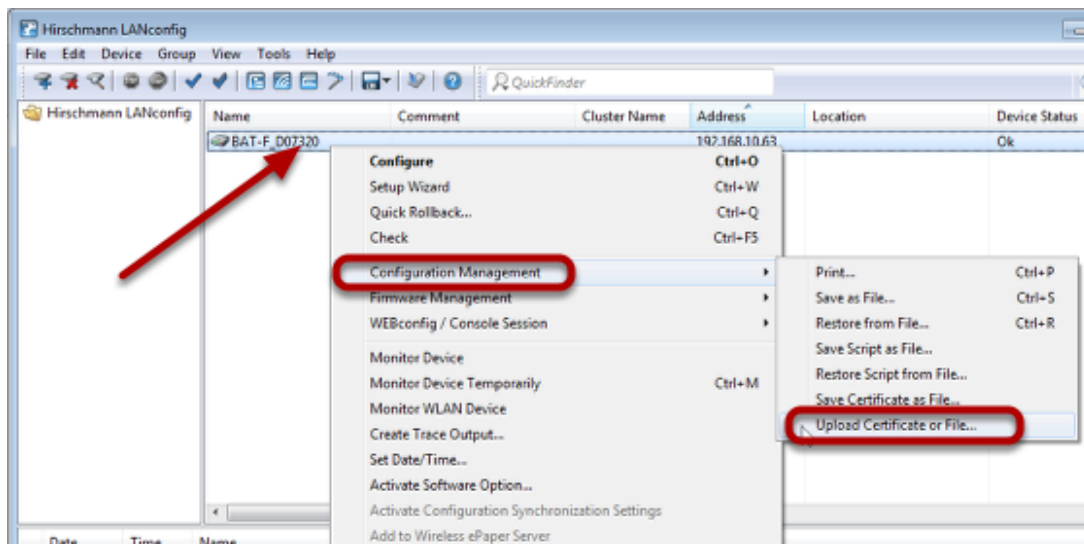 Hirschmann LANconfig
File Edit Device Group View Tools Help
QuickFinder
Hirschmann LANconfig
Name Comment Cluster Name Address Location Device Status
BAT-F_D07320 192.168.10.63 Ok
Configure Ctrl+O
Setup Wizard Ctrl+W
Quick Rollback... Ctrl+Q
Check Ctrl+F5
Configuration Management
Firmware Management
WEBconfig / Console Session
Monitor Device
Monitor Device Temporarily Ctrl+M
Monitor WLAN Device
Create Trace Output...
Set Date/Time...
Activate Software Option...
Activate Configuration Synchronization Settings
Add to Wireless ePaper Server
Print... Ctrl+P
Save as File... Ctrl+S
Restore from File... Ctrl+R
Save Script as File...
Restore Script from File...
Save Certificate as File...
Upload Certificate or File...
Date Time Name